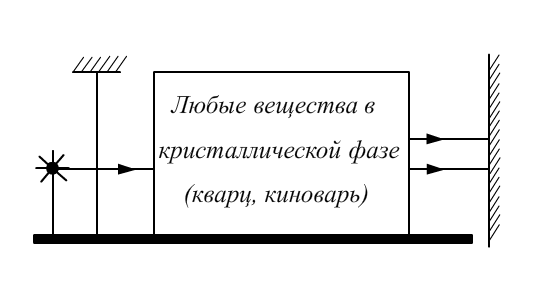 Любые вещества в
кристаллической фазе
(кварц, киноварь)